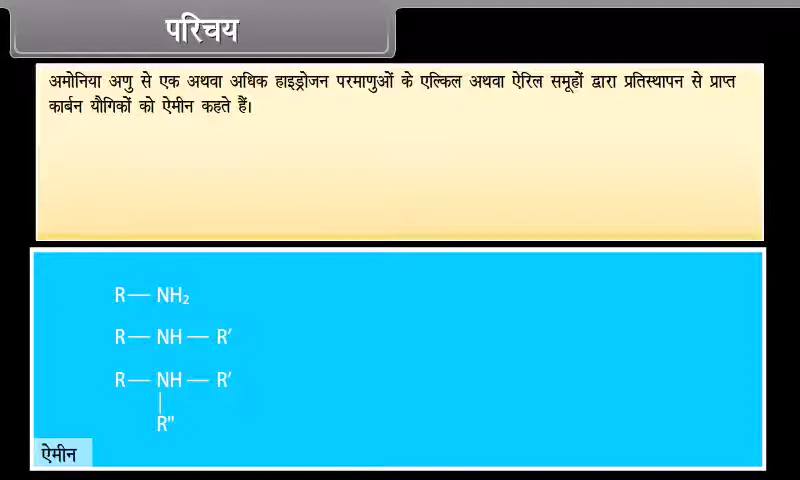 परिचय
अमोनिया अणु से एक अथवा अधिक हाइड्रोजन परमाणुओं के एल्किल अथवा ऐरिल समूहों द्वारा प्रतिस्थापन से प्राप्त
कार्बन यौगिकों को ऐमीन कहते हैं।
R — NH₂
R — NH — R′
R — NH — R′
|
R″
ऐमीन